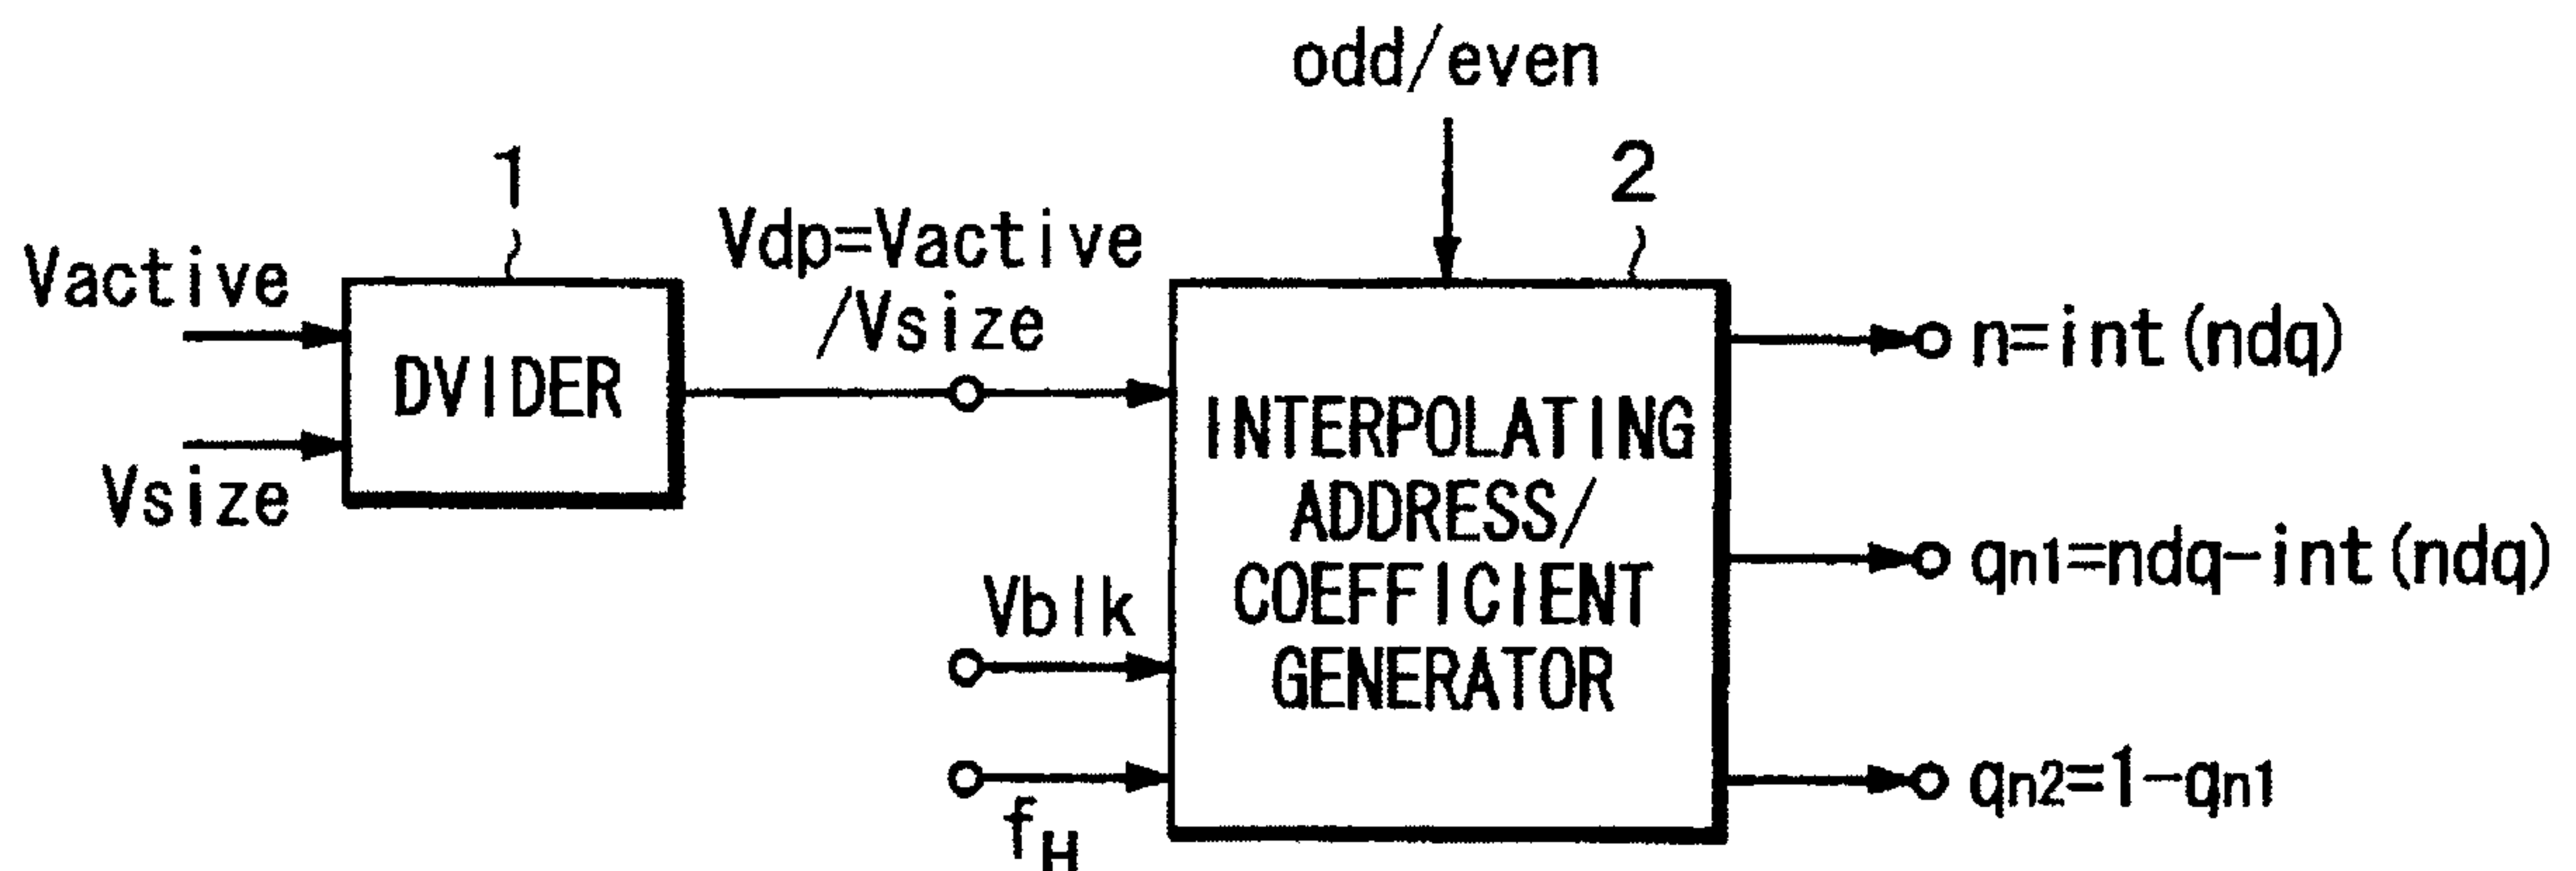 odd/even
1
2
Vactive
Vsize
DVIDER
Vdp=Vactive
/Vsize
Vblk
fH
INTERPOLATING
ADDRESS/
COEFFICIENT
GENERATOR
n=int(ndq)
qn1=ndq-int(ndq)
qn2=1-qn1